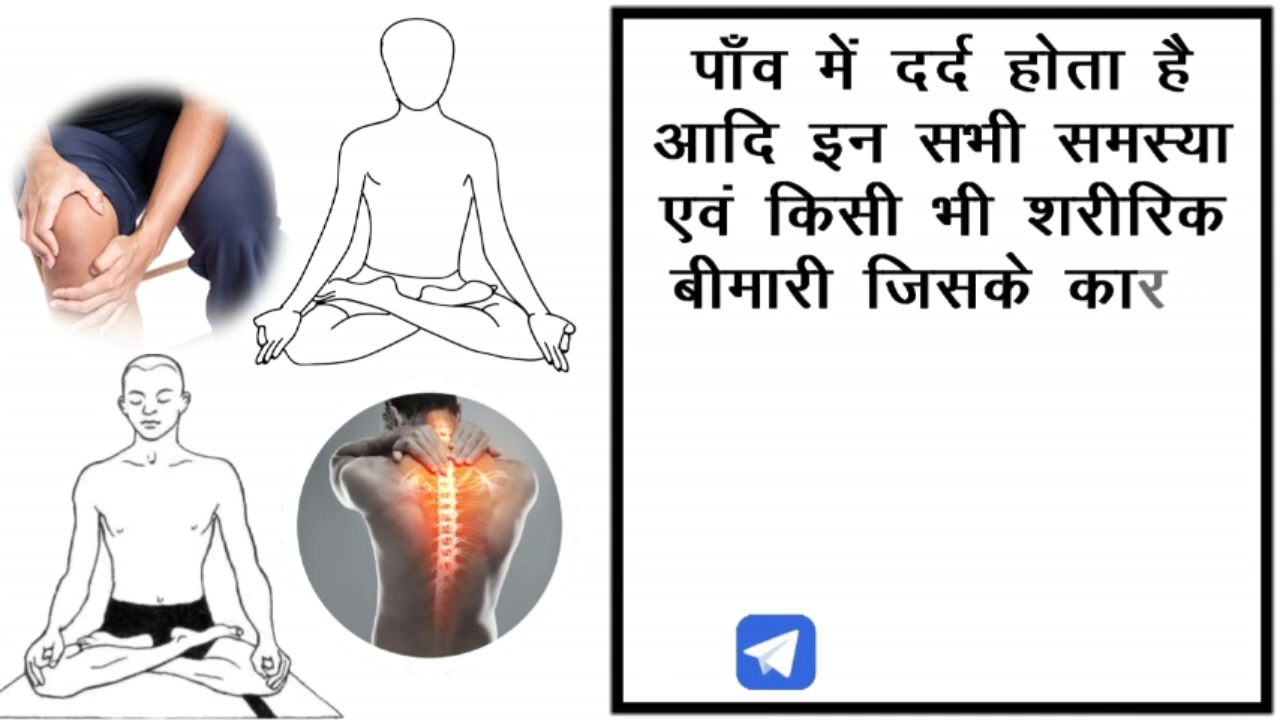 पाँव में दर्द होता है
आदि इन सभी समस्या
एवं किसी भी शरीरिक
बीमारी जिसके कार